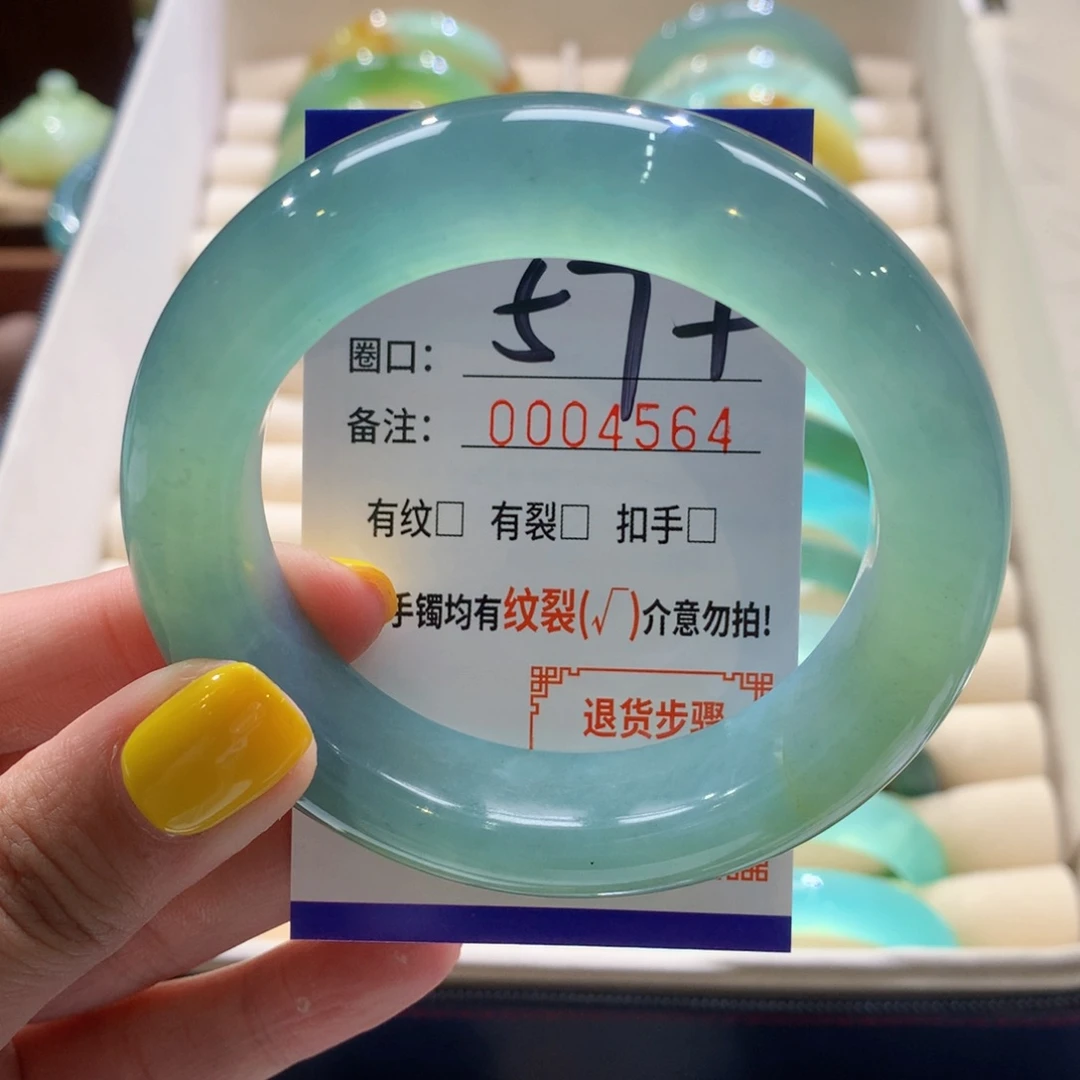 圈口: 57+
备注: 0004564
有纹□ 有裂□ 扣手□
手镯均有纹裂(√)介意勿拍!
退货步骤